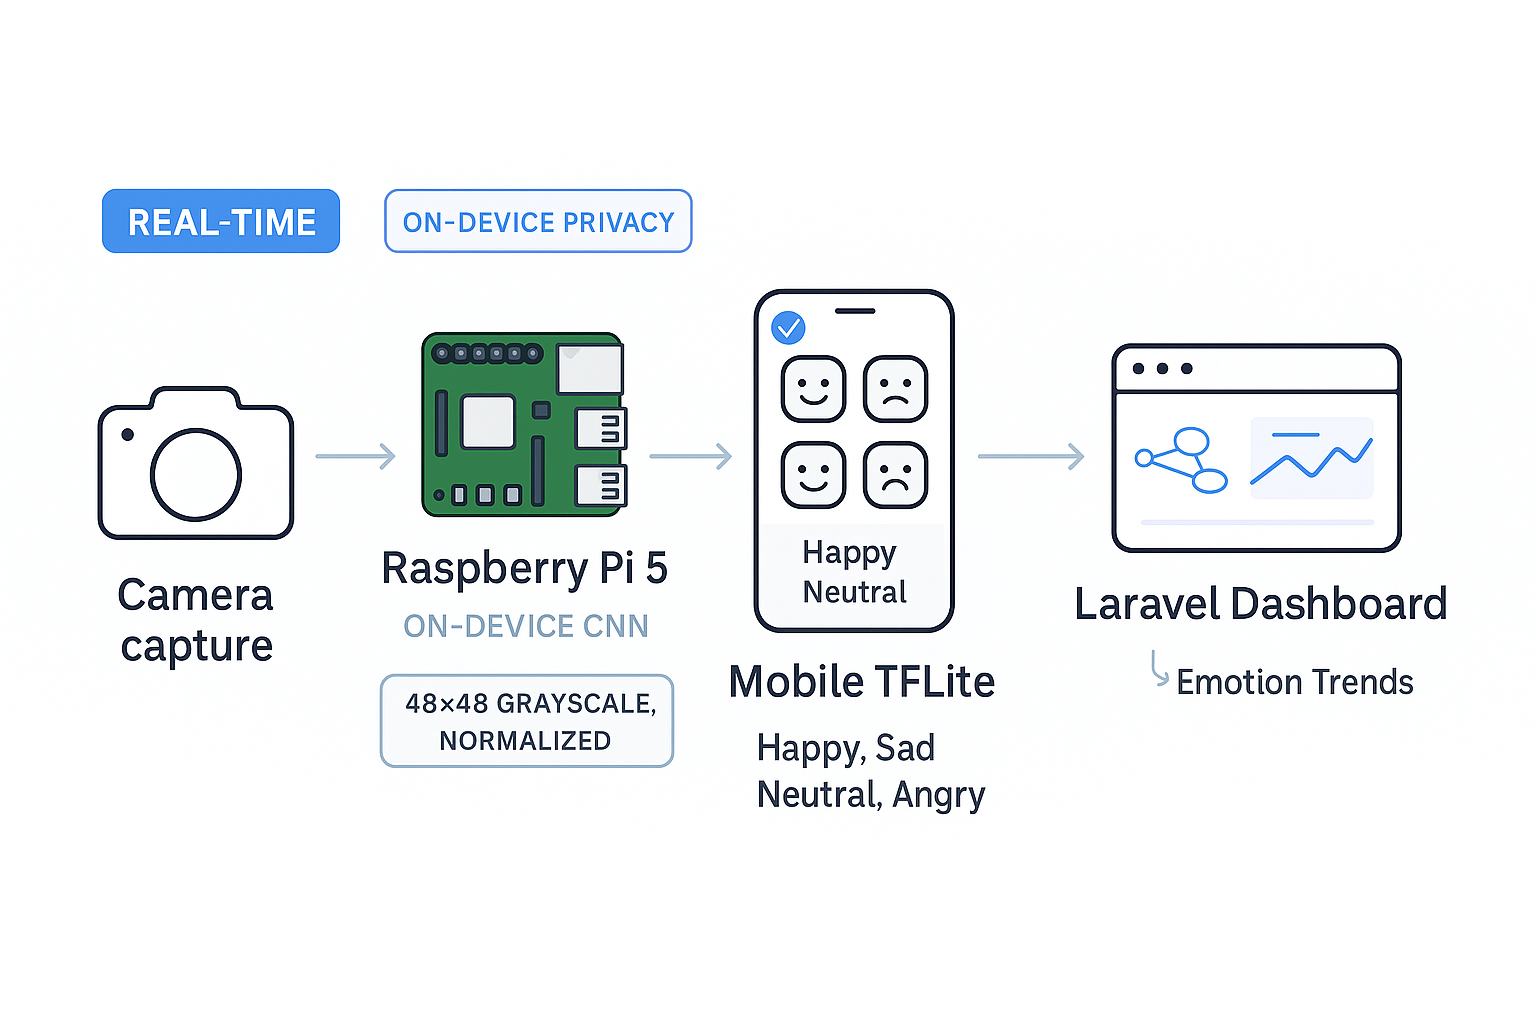 REAL-TIME
ON-DEVICE PRIVACY
Camera
capture
Raspberry Pi 5
ON-DEVICE CNN
48×48 GRAYSCALE,
NORMALIZED
Happy
Neutral
Mobile TFLite
Happy, Sad
Neutral, Angry
Laravel Dashboard
Emotion Trends